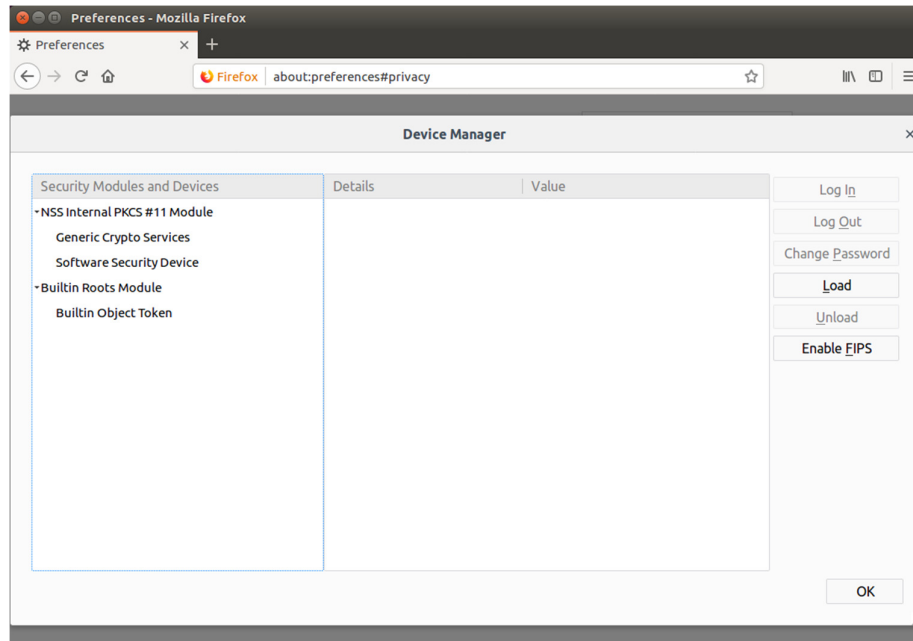 Preferences - Mozilla Firefox
Preferences
Firefox about:preferences#privacy
Device Manager
Security Modules and Devices
Details
Value
NSS Internal PKCS #11 Module
Generic Crypto Services
Software Security Device
Builtin Roots Module
Builtin Object Token
Log In
Log Out
Change Password
Load
Unload
Enable FIPS
OK